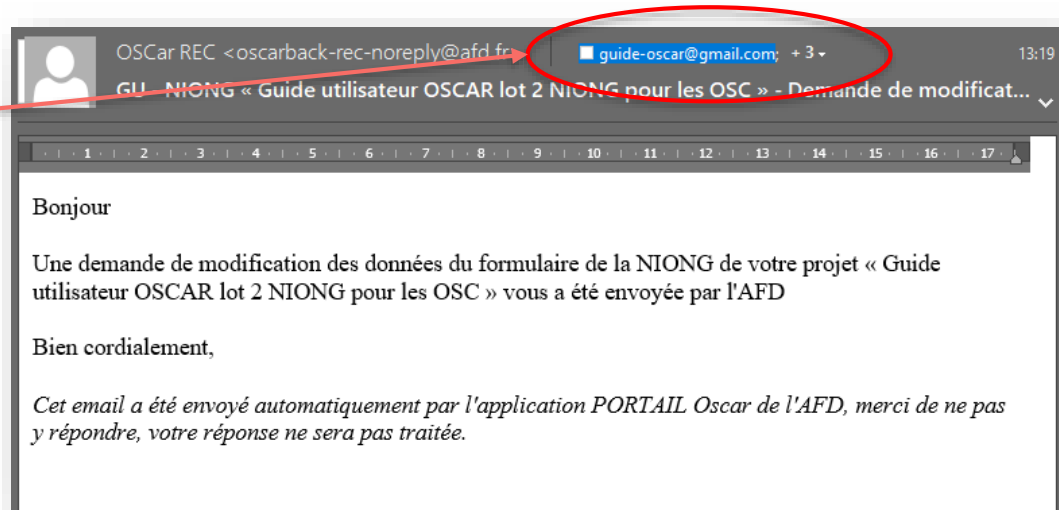 OSCar REC <oscarback-rec-noreply@afd.fr
guide-oscar@gmail.com; + 3
13:19
GU - NIONG « Guide utilisateur OSCAR lot 2 NIONG pour les OSC » - Demande de modificat...
1 2 3 4 5 6 7 8 9 10 11 12 13 14 15 16 17
Bonjour
Une demande de modification des données du formulaire de la NIONG de votre projet « Guide
utilisateur OSCAR lot 2 NIONG pour les OSC » vous a été envoyée par l'AFD
Bien cordialement,
Cet email a été envoyé automatiquement par l'application PORTAIL Oscar de l'AFD, merci de ne pas
y répondre, votre réponse ne sera pas traitée.